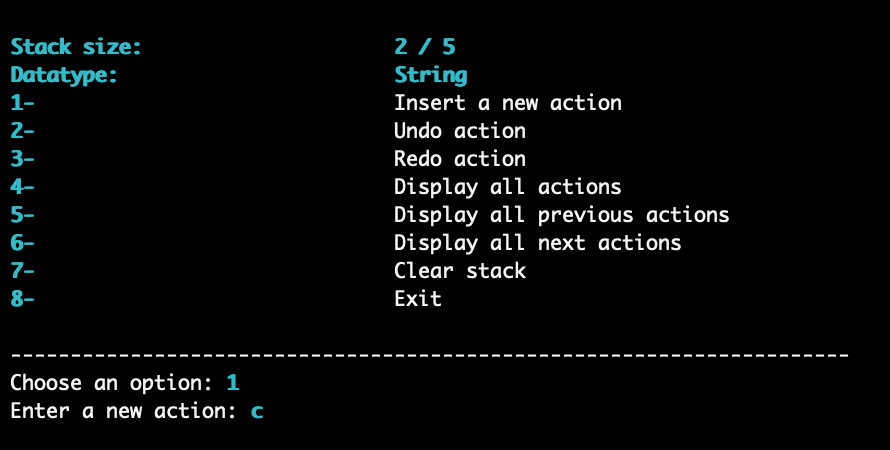 Stack size: 2 / 5
Datatype: String
1- Insert a new action
2- Undo action
3- Redo action
4- Display all actions
5- Display all previous actions
6- Display all next actions
7- Clear stack
8- Exit
----------------------------------------------------------------------
Choose an option: 1
Enter a new action: c